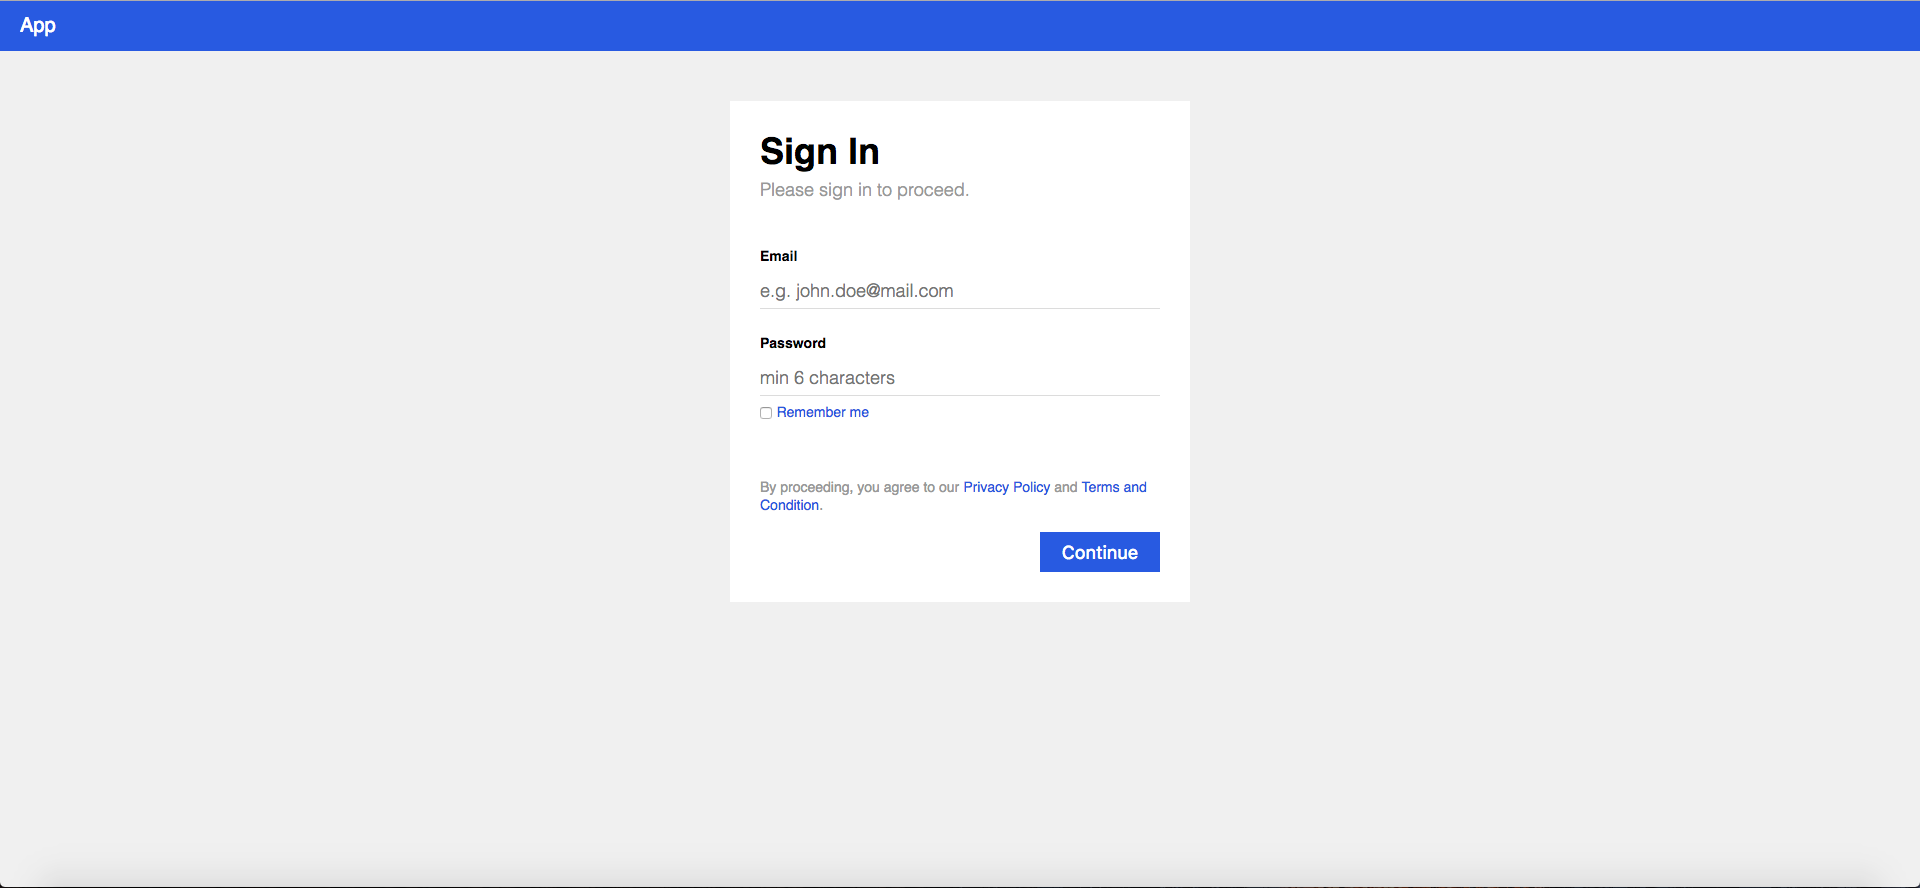 App
Sign In
Please sign in to proceed.
Email
e.g. john.doe@mail.com
Password
min 6 characters
Remember me
By proceeding, you agree to our Privacy Policy and Terms and
Condition.
Continue